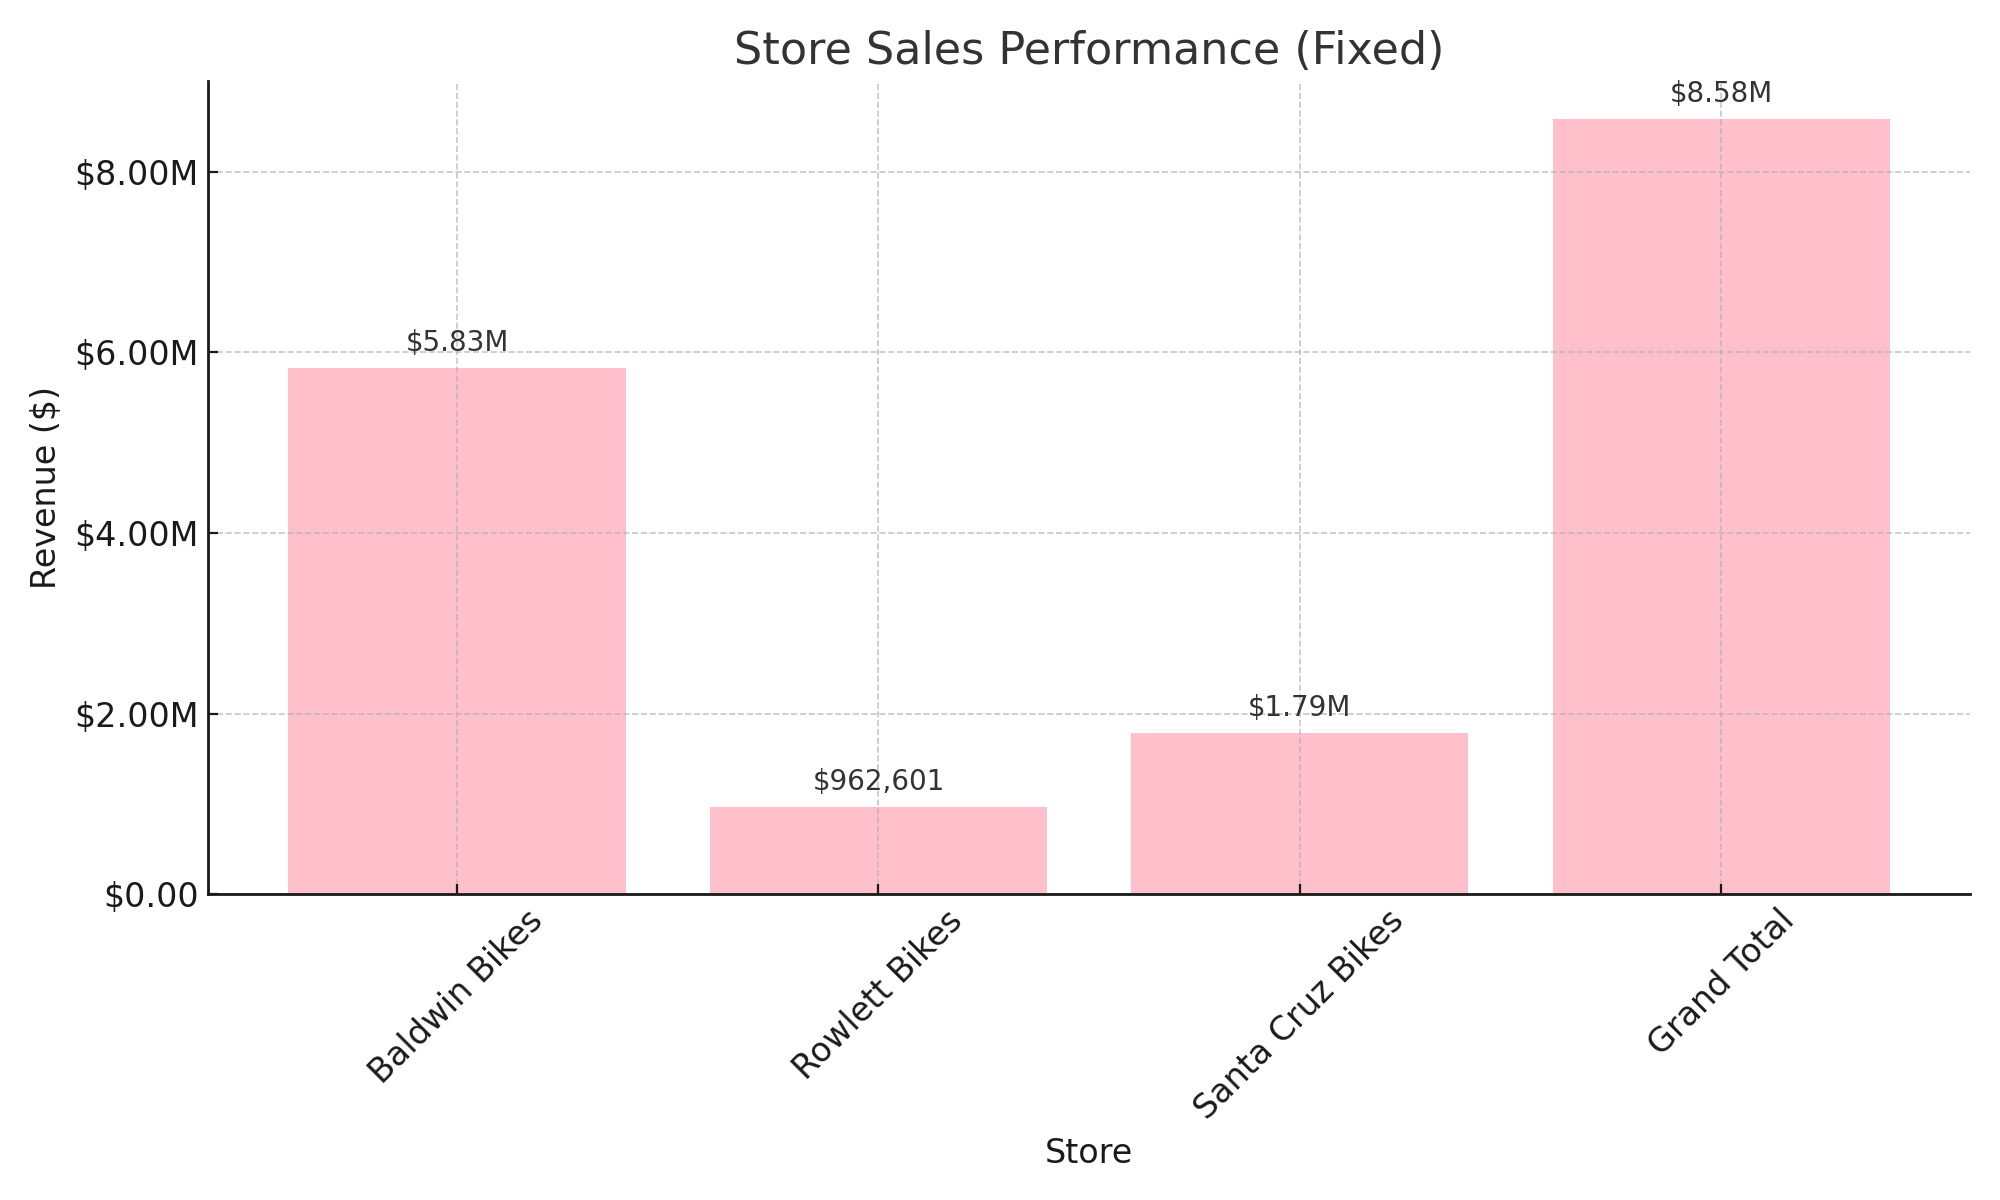 Store Sales Performance (Fixed)
$8.58M
$8.00M
$5.83M
$6.00M
Revenue ($)
$4.00M
$1.79M
$2.00M
$962,601
$0.00
Baldwin Bikes
Rowlett Bikes
Santa Cruz Bikes
Grand Total
Store